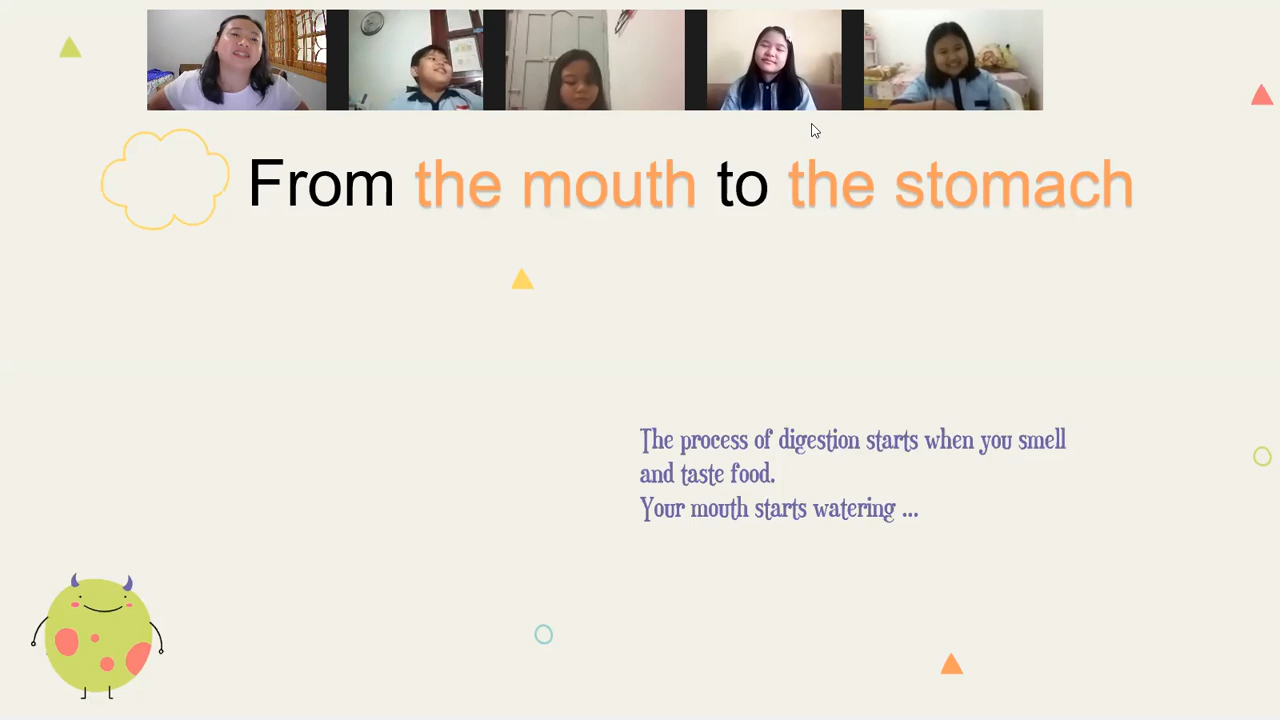 From the mouth to the stomach
The process of digestion starts when you smell
and taste food.
Your mouth starts watering ...